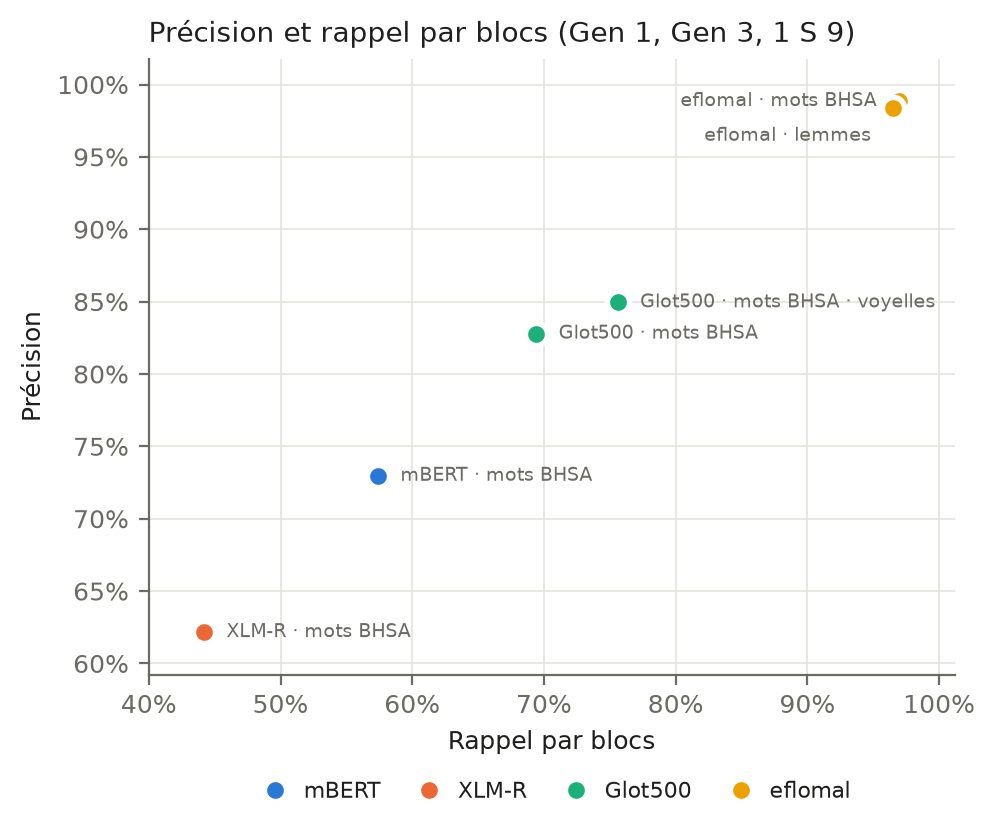 Précision et rappel par blocs (Gen 1, Gen 3, 1 S 9)
100%
eflomal · mots BHSA
eflomal · lemmes
95%
90%
85%
Glot500 · mots BHSA · voyelles
Glot500 · mots BHSA
80%
75%
mBERT · mots BHSA
70%
65%
XLM-R · mots BHSA
60%
Précision
40% 50% 60% 70% 80% 90% 100%
Rappel par blocs
mBERT XLM-R Glot500 eflomal